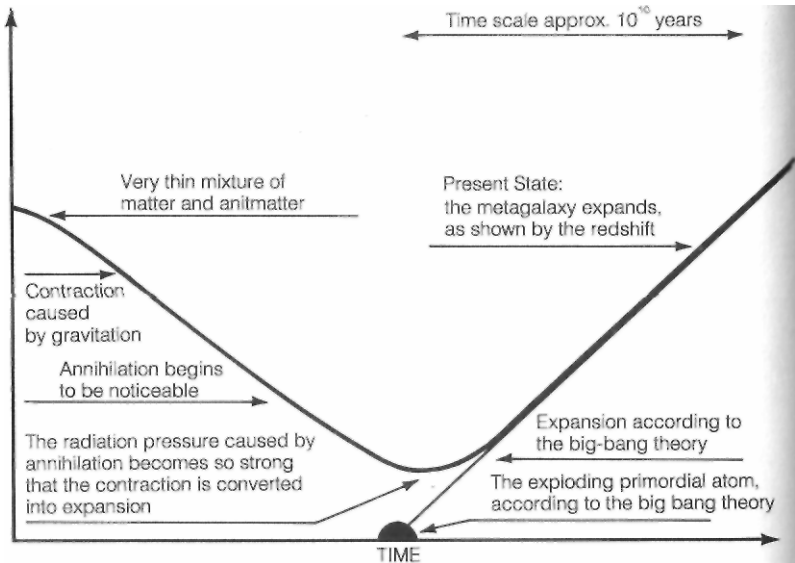 Time scale approx. 10¹⁰ years
Very thin mixture of
matter and anitmatter
Present State:
the metagalaxy expands,
as shown by the redshift
Contraction
caused
by gravitation
Annihilation begins
to be noticeable
The radiation pressure caused by
annihilation becomes so strong
that the contraction is converted
into expansion
Expansion according to
the big-bang theory
The exploding primordial atom,
according to the big bang theory
TIME